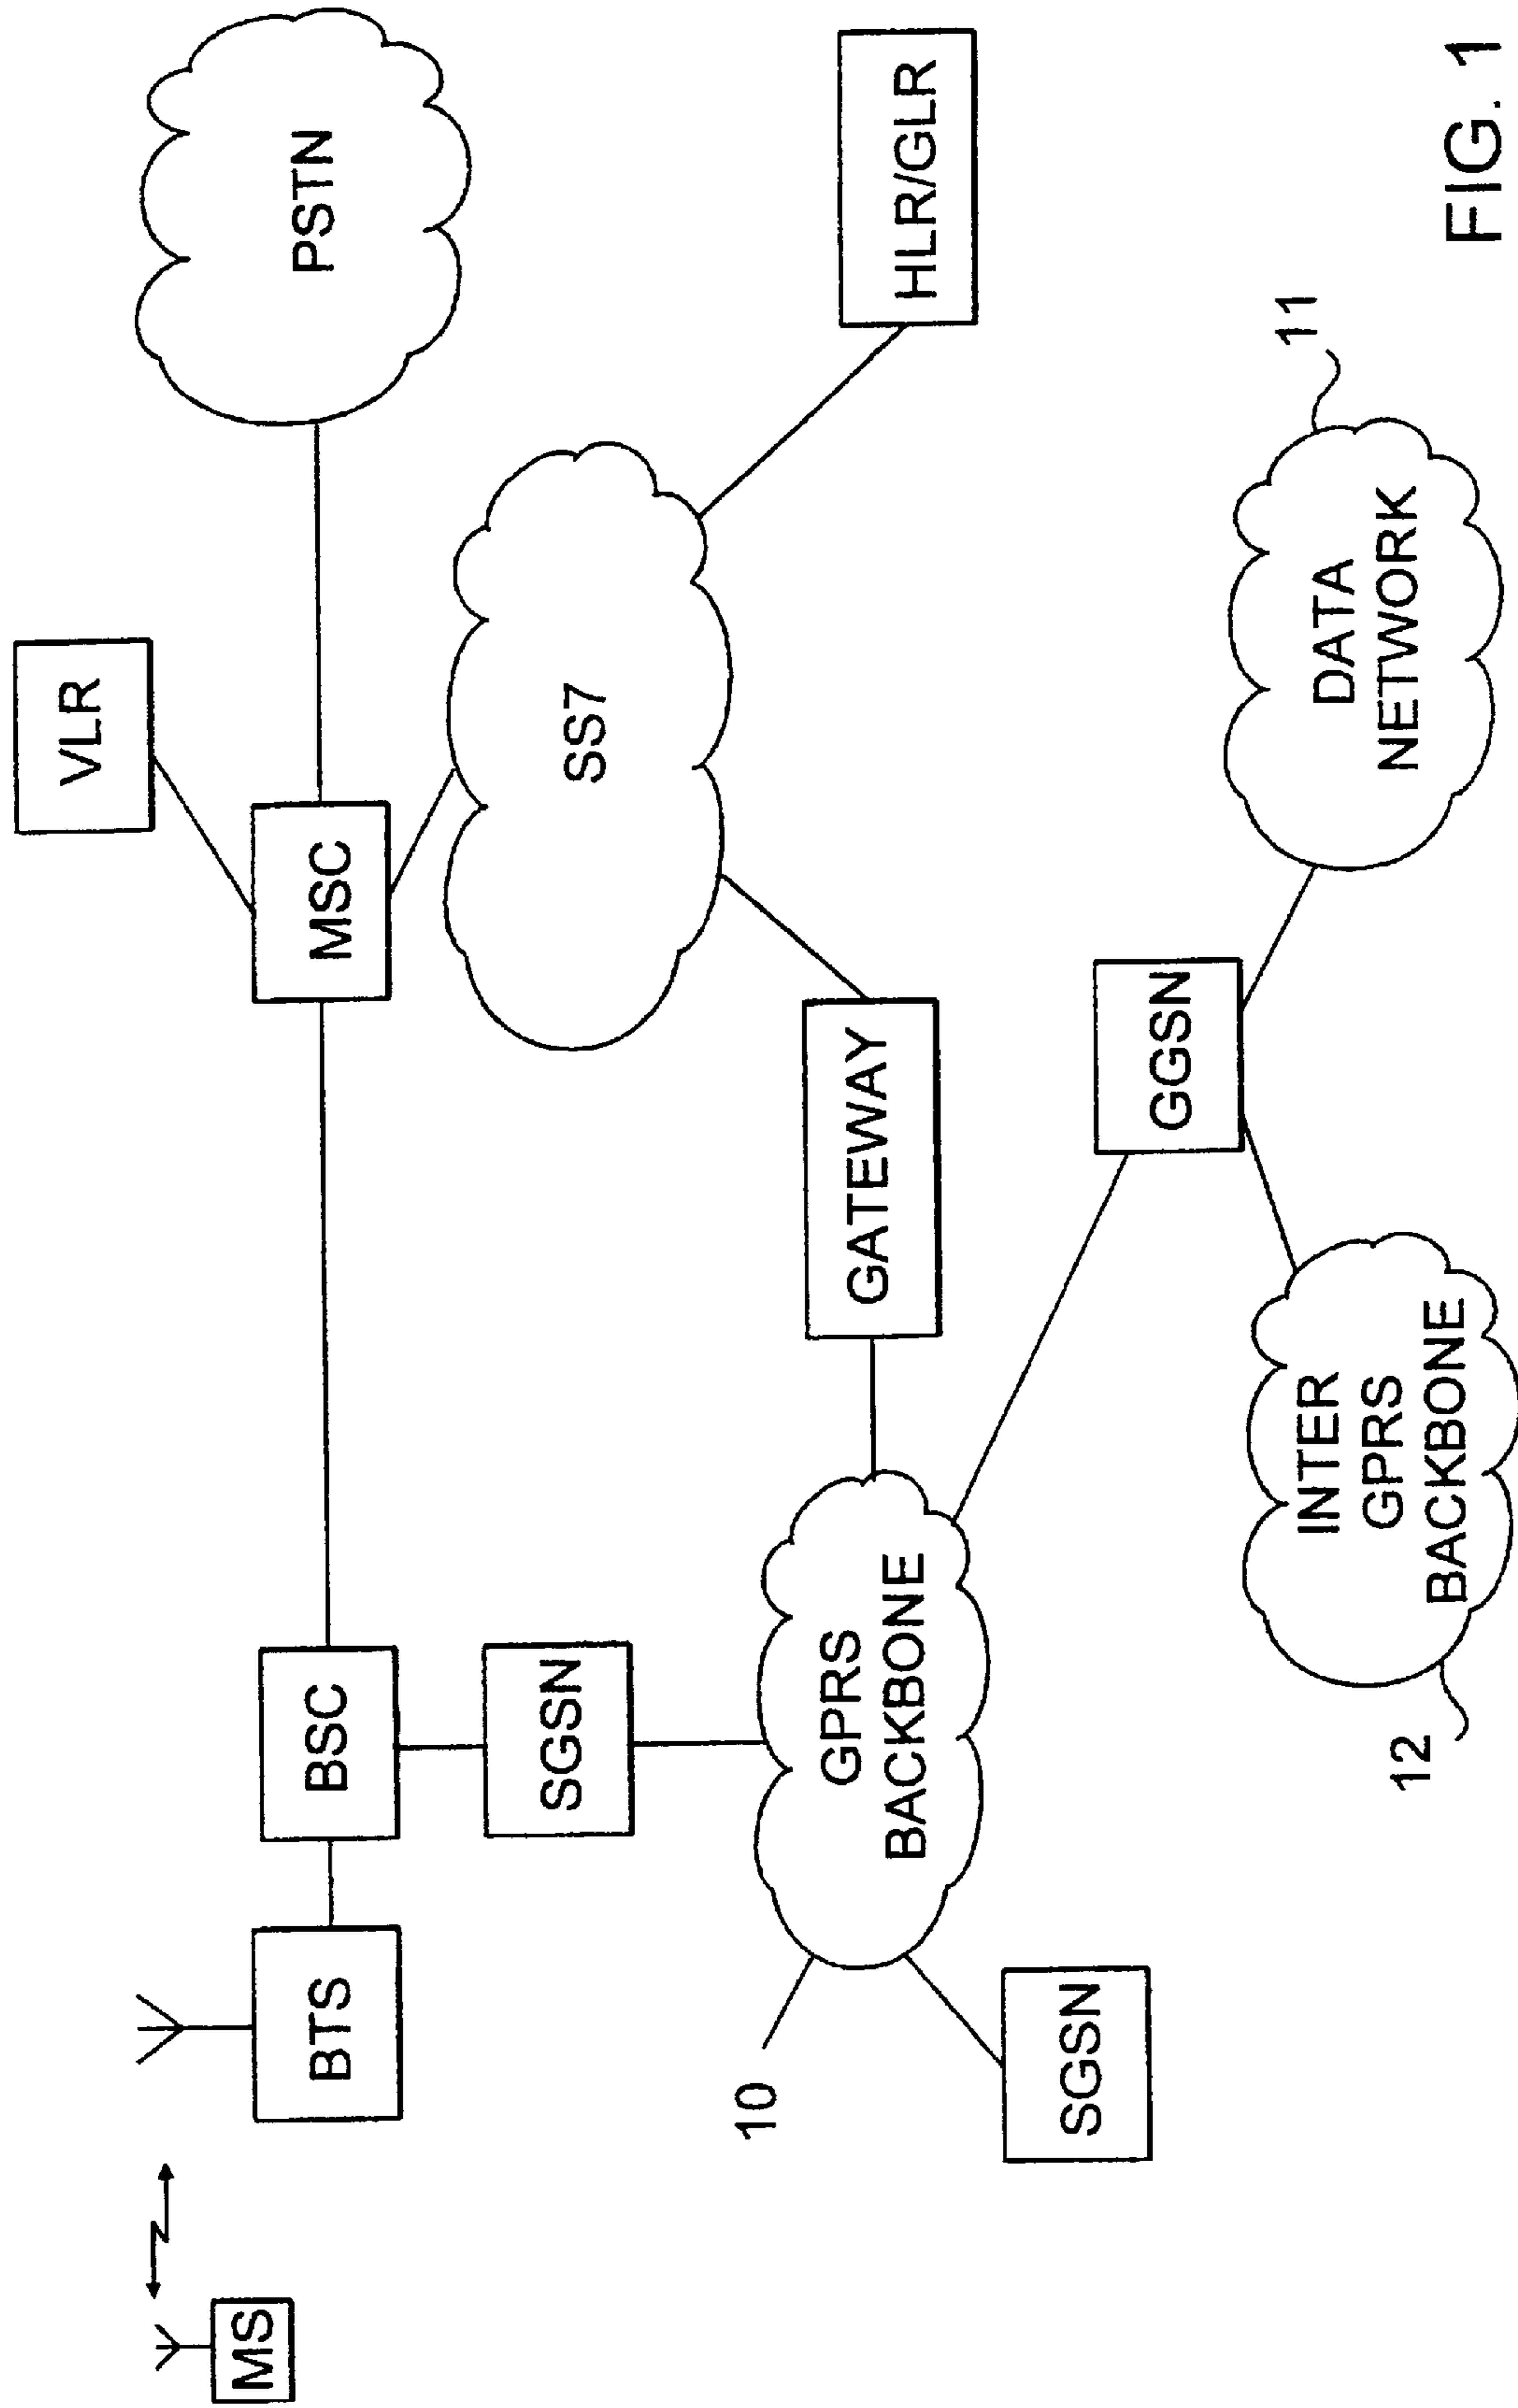 VLR
PSTN
MS
BTS
BSC
MSC
SGSN
SS7
HLR/GLR
GATEWAY
10
GPRS
BACKBONE
SGSN
GGSN
11
DATA
NETWORK
INTER
GPRS
BACKBONE
12
FIG. 1